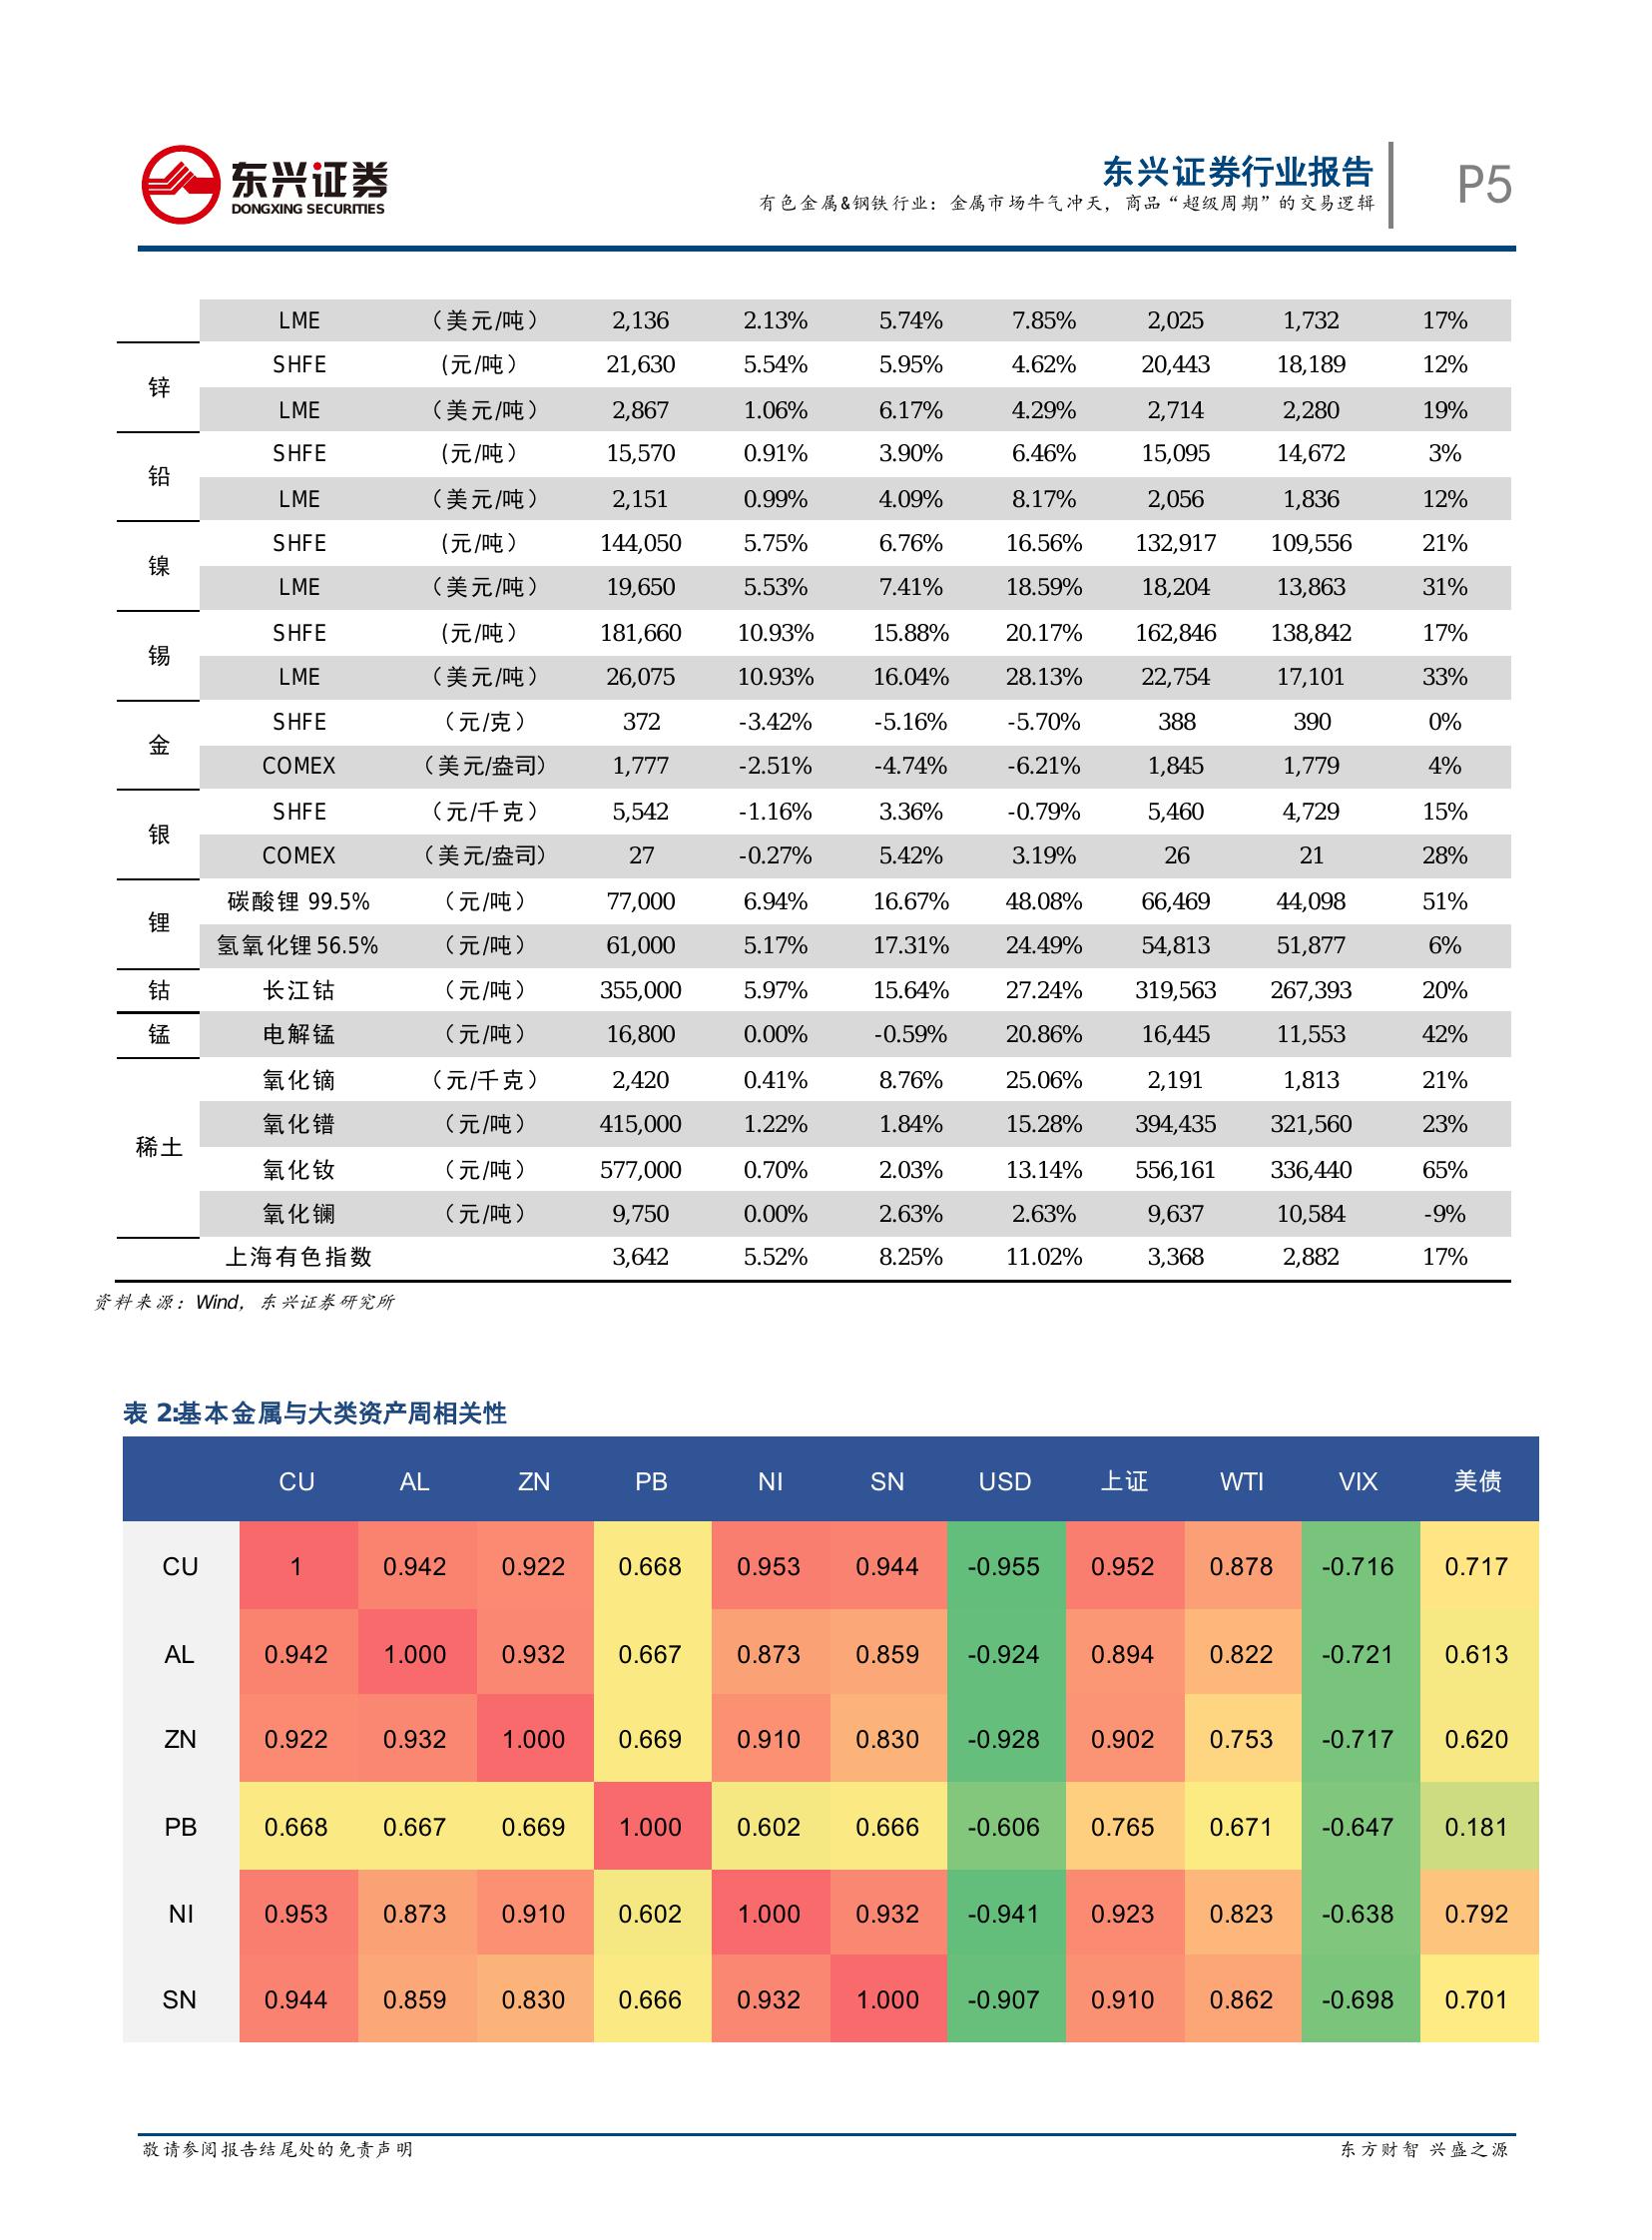 东兴证券
DONGXING SECURITIES
东兴证券行业报告
有色金属&钢铁行业：金属市场牛气冲天，商品“超级周期”的交易逻辑
P5
LME （美元/吨） 2,136 2.13% 5.74% 7.85% 2,025 1,732 17%
锌
SHFE (元/吨） 21,630 5.54% 5.95% 4.62% 20,443 18,189 12%
LME （美元/吨） 2,867 1.06% 6.17% 4.29% 2,714 2,280 19%
铅
SHFE (元/吨） 15,570 0.91% 3.90% 6.46% 15,095 14,672 3%
LME （美元/吨） 2,151 0.99% 4.09% 8.17% 2,056 1,836 12%
镍
SHFE (元/吨） 144,050 5.75% 6.76% 16.56% 132,917 109,556 21%
LME （美元/吨） 19,650 5.53% 7.41% 18.59% 18,204 13,863 31%
锡
SHFE (元/吨） 181,660 10.93% 15.88% 20.17% 162,846 138,842 17%
LME （美元/吨） 26,075 10.93% 16.04% 28.13% 22,754 17,101 33%
金
SHFE （元/克） 372 -3.42% -5.16% -5.70% 388 390 0%
COMEX （美元/盎司） 1,777 -2.51% -4.74% -6.21% 1,845 1,779 4%
银
SHFE （元/千克） 5,542 -1.16% 3.36% -0.79% 5,460 4,729 15%
COMEX （美元/盎司） 27 -0.27% 5.42% 3.19% 26 21 28%
锂
碳酸锂 99.5% （元/吨） 77,000 6.94% 16.67% 48.08% 66,469 44,098 51%
氢氧化锂 56.5% （元/吨） 61,000 5.17% 17.31% 24.49% 54,813 51,877 6%
钴 长江钴 （元/吨） 355,000 5.97% 15.64% 27.24% 319,563 267,393 20%
锰 电解锰 （元/吨） 16,800 0.00% -0.59% 20.86% 16,445 11,553 42%
稀土
氧化镝 （元/千克） 2,420 0.41% 8.76% 25.06% 2,191 1,813 21%
氧化镨 （元/吨） 415,000 1.22% 1.84% 15.28% 394,435 321,560 23%
氧化钕 （元/吨） 577,000 0.70% 2.03% 13.14% 556,161 336,440 65%
氧化镧 （元/吨） 9,750 0.00% 2.63% 2.63% 9,637 10,584 -9%
上海有色指数 3,642 5.52% 8.25% 11.02% 3,368 2,882 17%
资料来源：Wind，东兴证券研究所
表 2:基本金属与大类资产周相关性
CU AL ZN PB NI SN USD 上证 WTI VIX 美债
CU 1 0.942 0.922 0.668 0.953 0.944 -0.955 0.952 0.878 -0.716 0.717
AL 0.942 1.000 0.932 0.667 0.873 0.859 -0.924 0.894 0.822 -0.721 0.613
ZN 0.922 0.932 1.000 0.669 0.910 0.830 -0.928 0.902 0.753 -0.717 0.620
PB 0.668 0.667 0.669 1.000 0.602 0.666 -0.606 0.765 0.671 -0.647 0.181
NI 0.953 0.873 0.910 0.602 1.000 0.932 -0.941 0.923 0.823 -0.638 0.792
SN 0.944 0.859 0.830 0.666 0.932 1.000 -0.907 0.910 0.862 -0.698 0.701
敬请参阅报告结尾处的免责声明
东方财智 兴盛之源